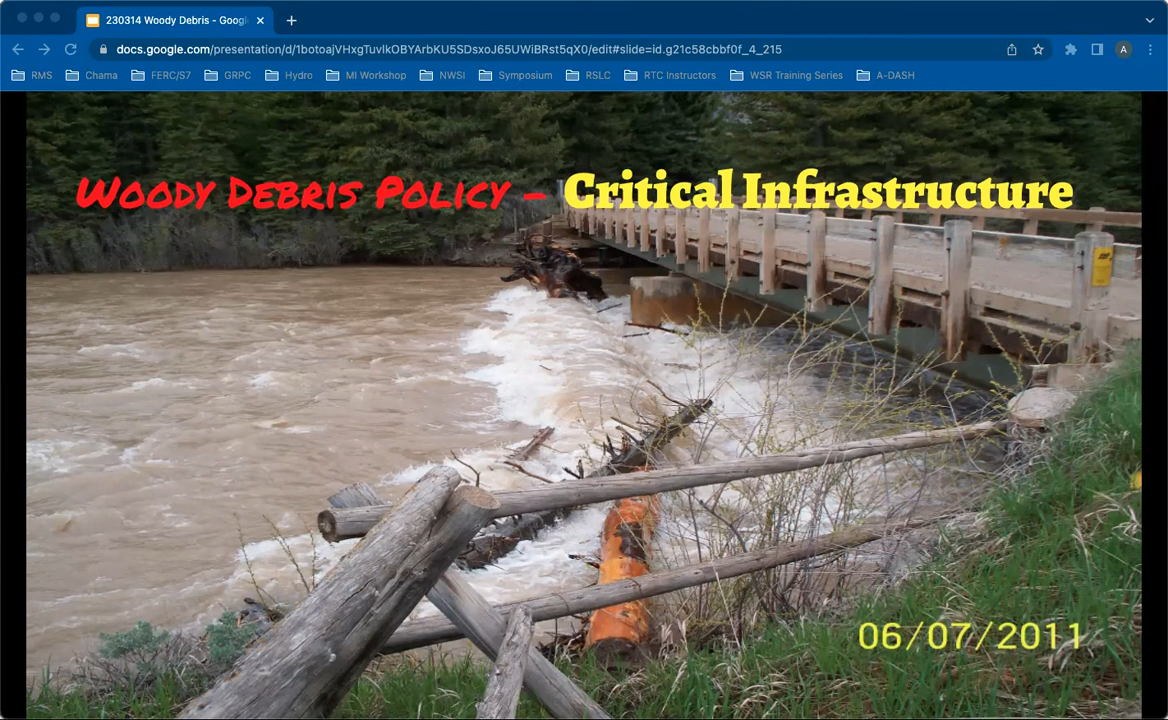 230314 Woody Debris - Googl
docs.google.com/presentation/d/1botoajVHxgTuvlkOBYArbKU5SDsxoJ65UWiBRst5qX0/edit#slide=id.g21c58cbbf0f_4_215
A
RMS Chama FERC/S7 GRPC Hydro MI Workshop NWSI Symposium RSLC RTC Instructors WSR Training Series A-DASH
Woody Debris Policy – Critical Infrastructure
06/07/2011